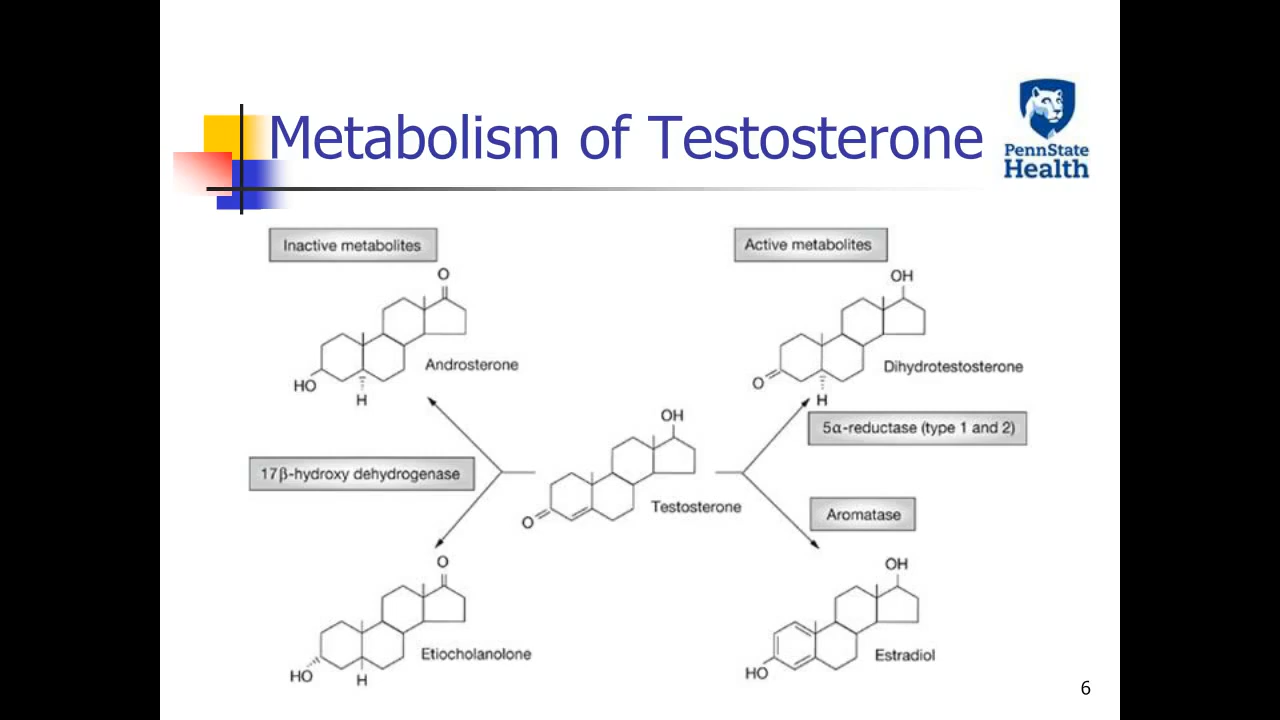 Metabolism of Testosterone
PennState
Health
Inactive metabolites
Active metabolites
O
OH
Androsterone
Dihydrotestosterone
HO
H
O
H
OH
5α-reductase (type 1 and 2)
17β-hydroxy dehydrogenase
Testosterone
O
Aromatase
O
OH
Etiocholanolone
Estradiol
HO
H
HO
6